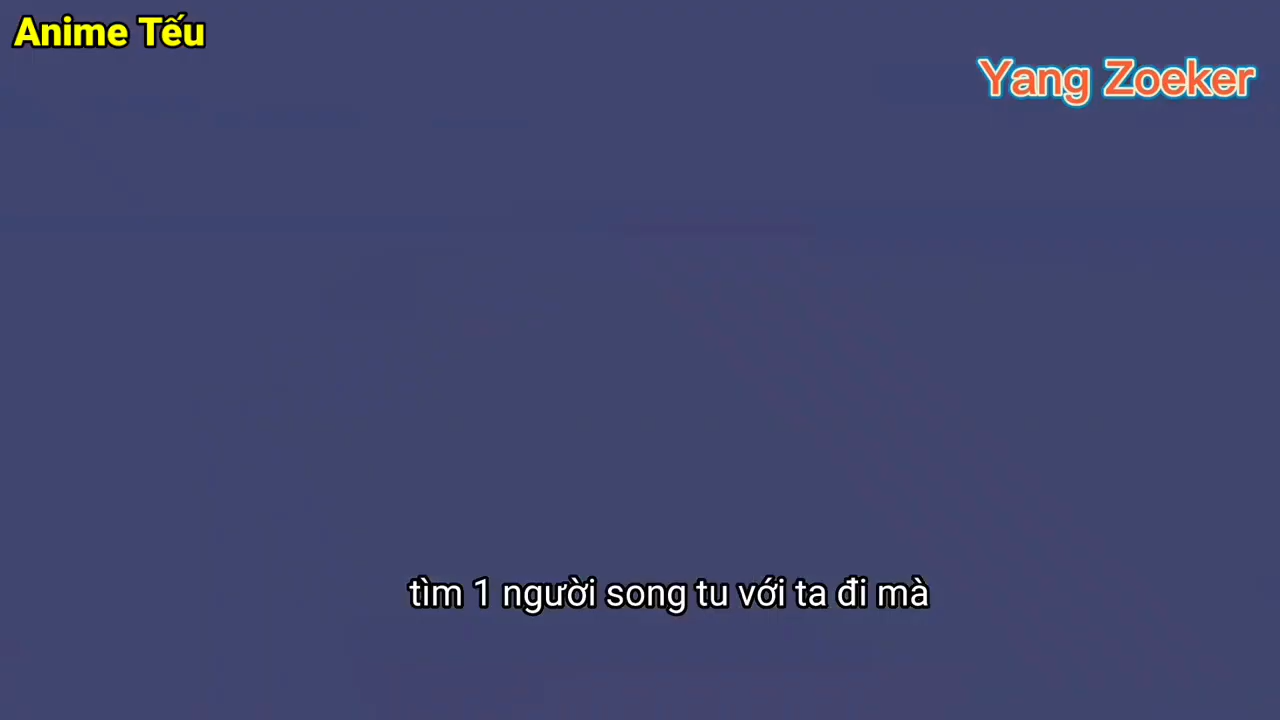 Anime Tếu
Yang Zoeker
tìm 1 người song tu với ta đi mà